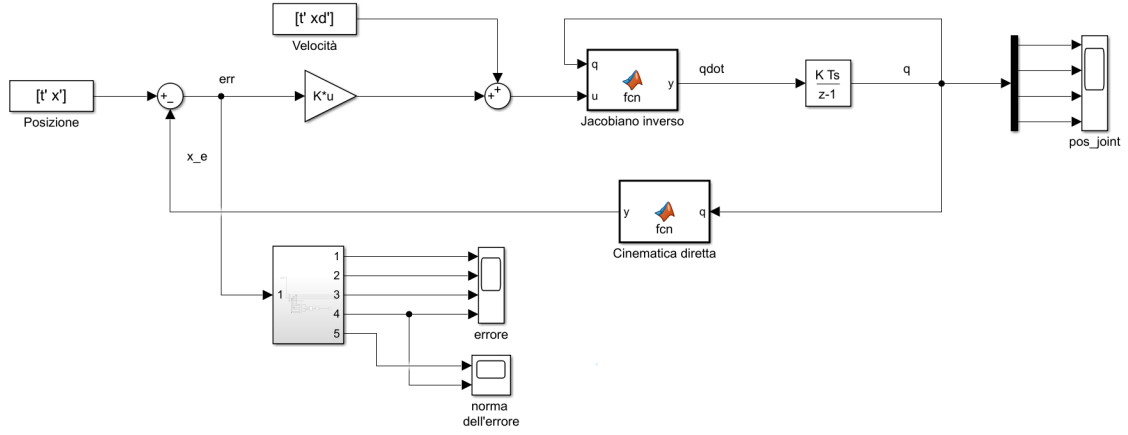 [t' xd']
Velocità
[t' x']
Posizione
+
−
err
K*u
+
+
q
u
fcn
y
Jacobiano inverso
qdot
K Ts
z-1
q
pos_joint
x_e
y
fcn
q
Cinematica diretta
1
1
2
3
4
5
errore
norma
dell'errore